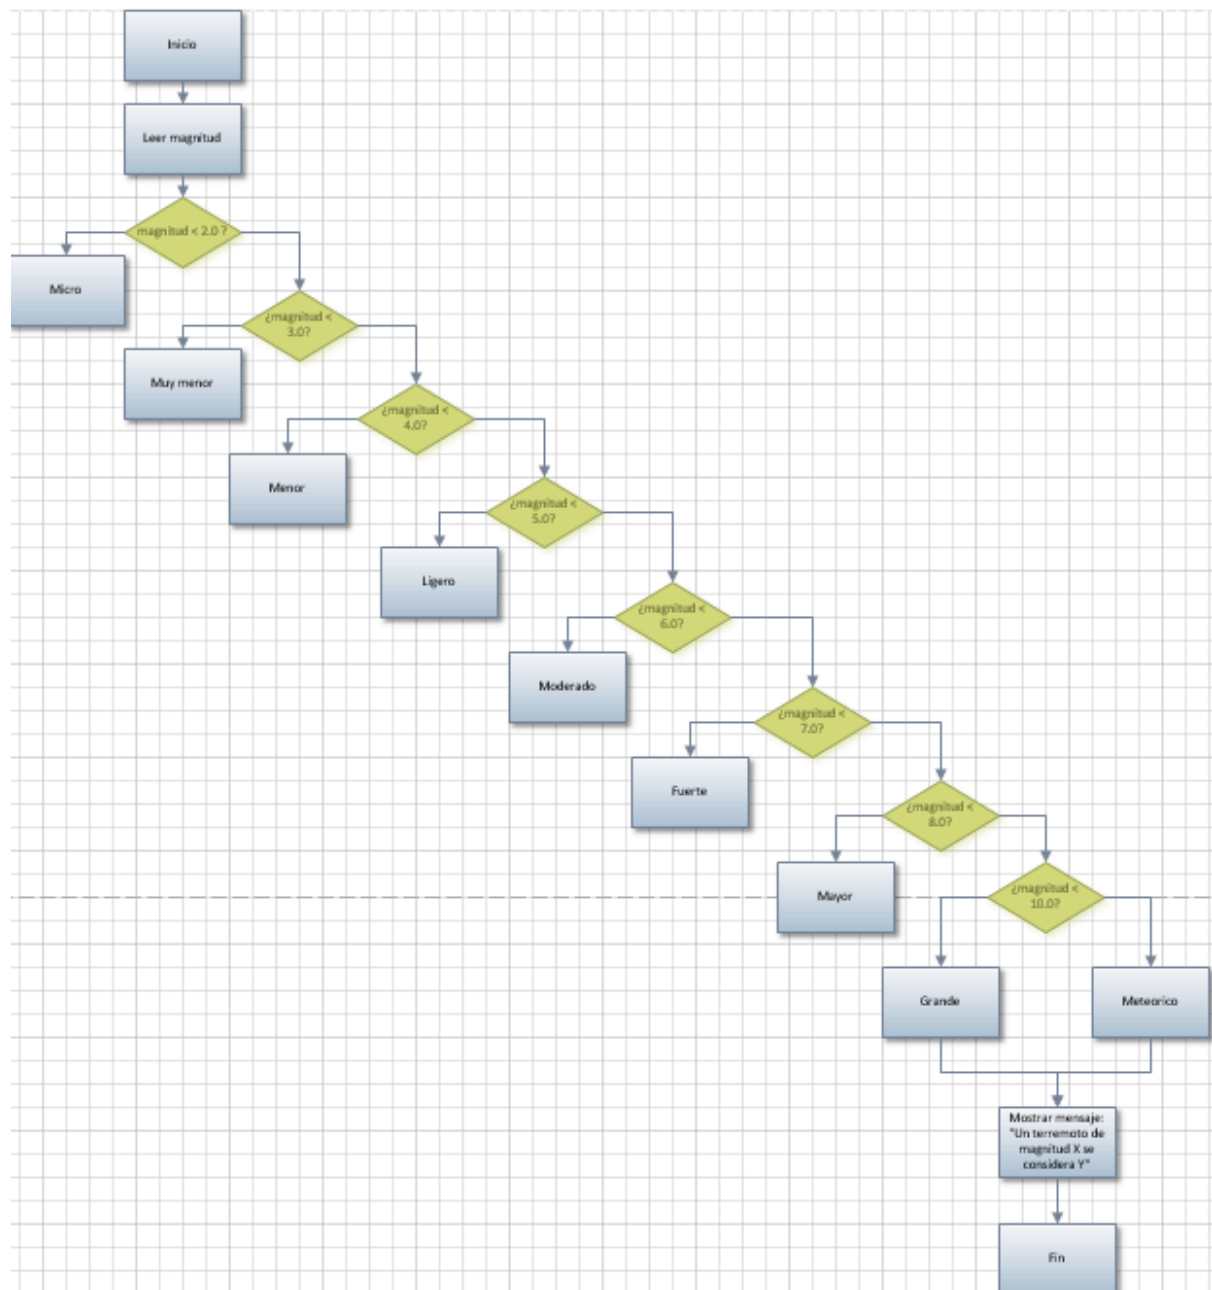 Inicio
Leer magnitud
magnitud < 2.0 ?
Micro
¿magnitud <
3.0?
Muy menor
¿magnitud <
4.0?
Menor
¿magnitud <
5.0?
Ligero
¿magnitud <
6.0?
Moderado
¿magnitud <
7.0?
Fuerte
¿magnitud <
8.0?
Mayor
¿magnitud <
10.0?
Grande
Meteorico
Mostrar mensaje:
"Un terremoto de
magnitud X se
considera Y"
Fin